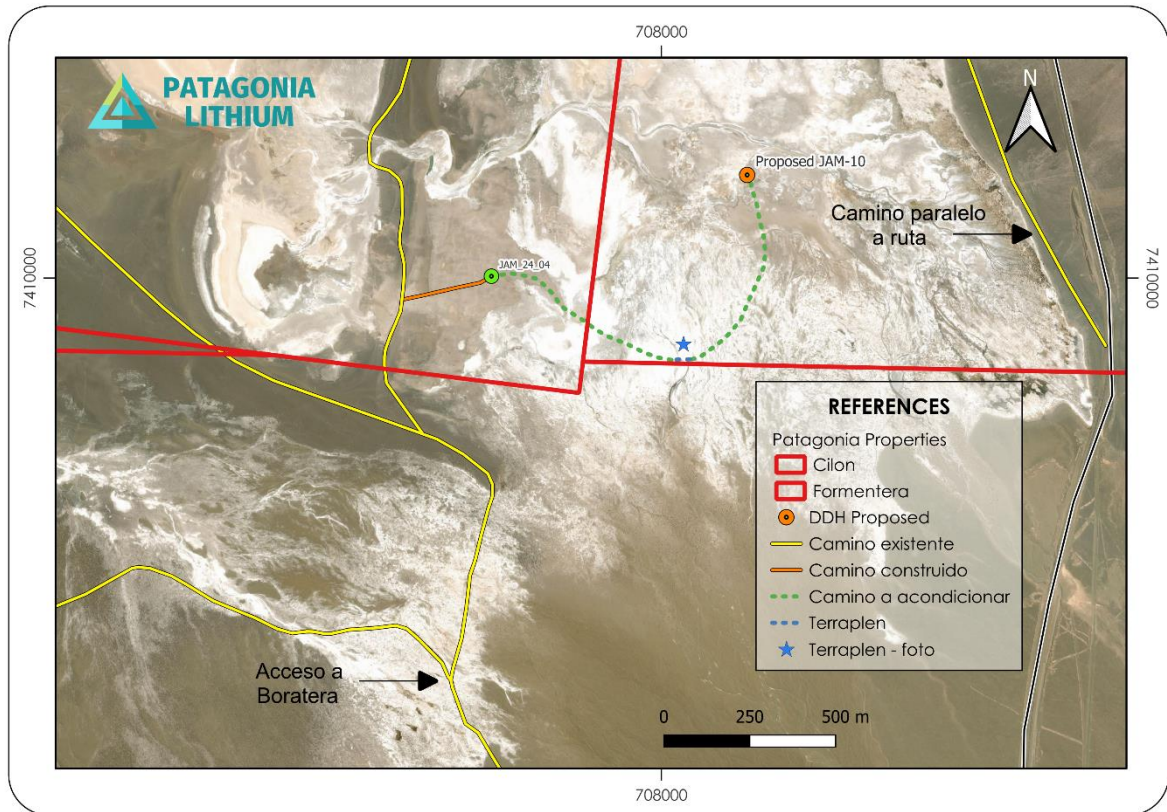 708000
PATAGONIA
LITHIUM
N
Proposed JAM-10
Camino paralelo
a ruta
JAM_24_04
7410000
7410000
REFERENCES
Patagonia Properties
Cilon
Formentera
DDH Proposed
Camino existente
Camino construido
Camino a acondicionar
Terraplen
Terraplen - foto
Acceso a
Boratera
0 250 500 m
708000